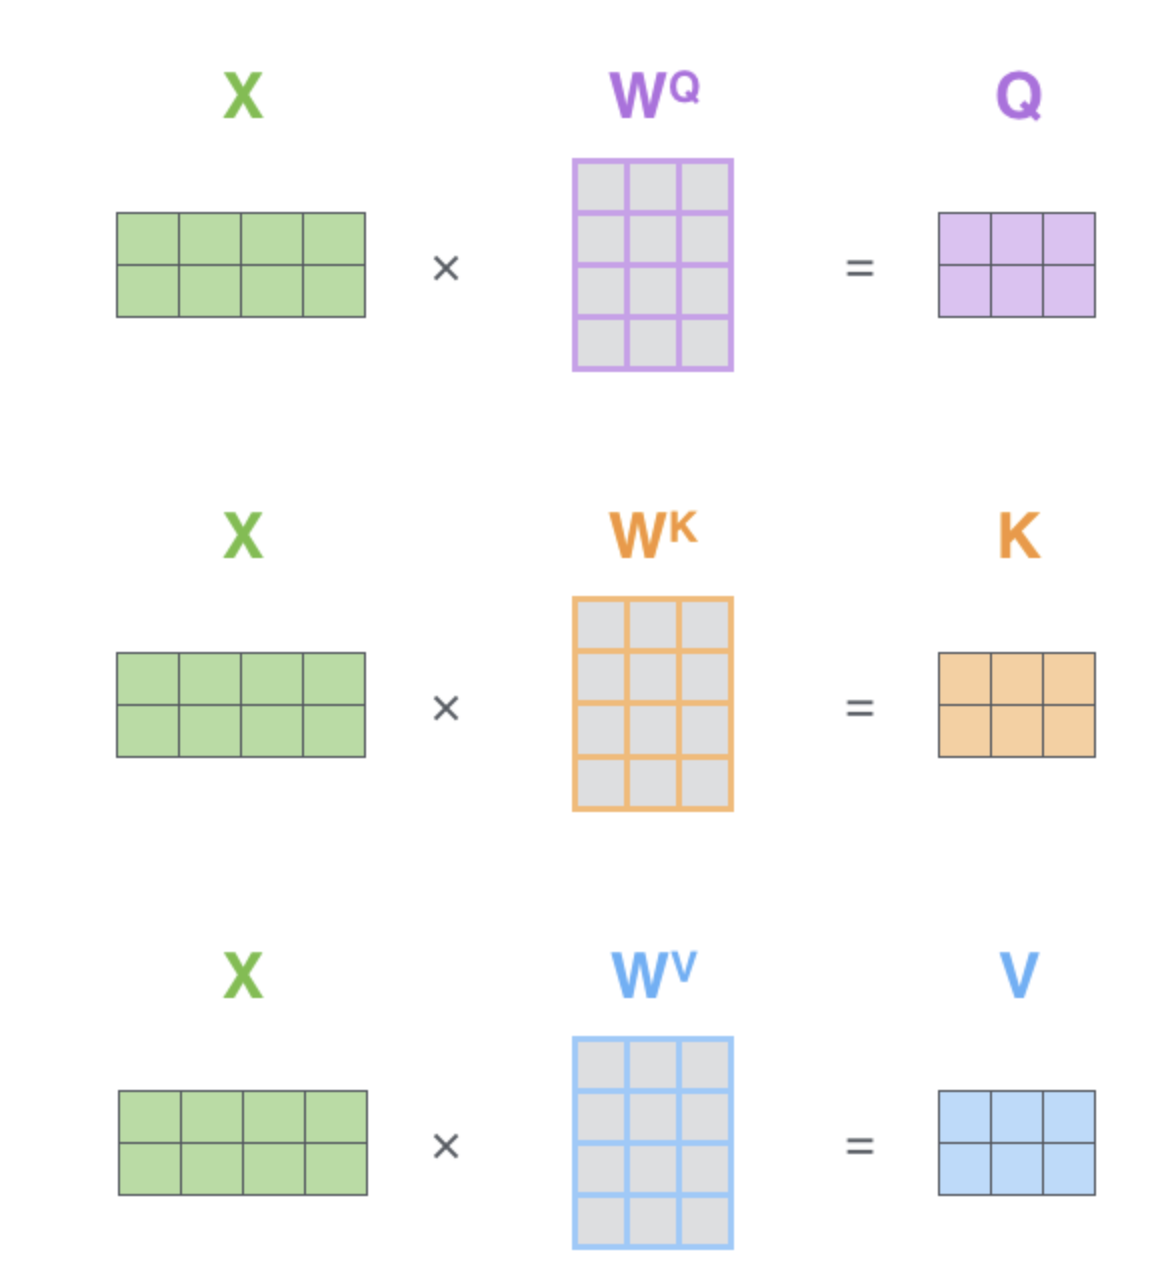 X W^Q Q
× =
X W^K K
× =
X W^V V
× =